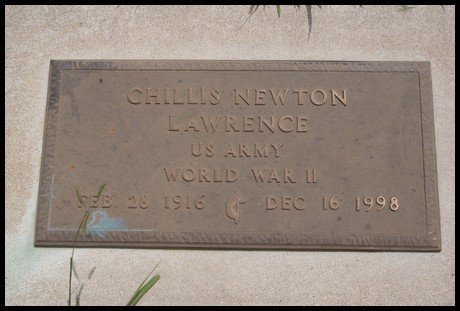 CHILLIS NEWTON
LAWRENCE
US ARMY
WORLD WAR II
FEB 28 1916 DEC 16 1998